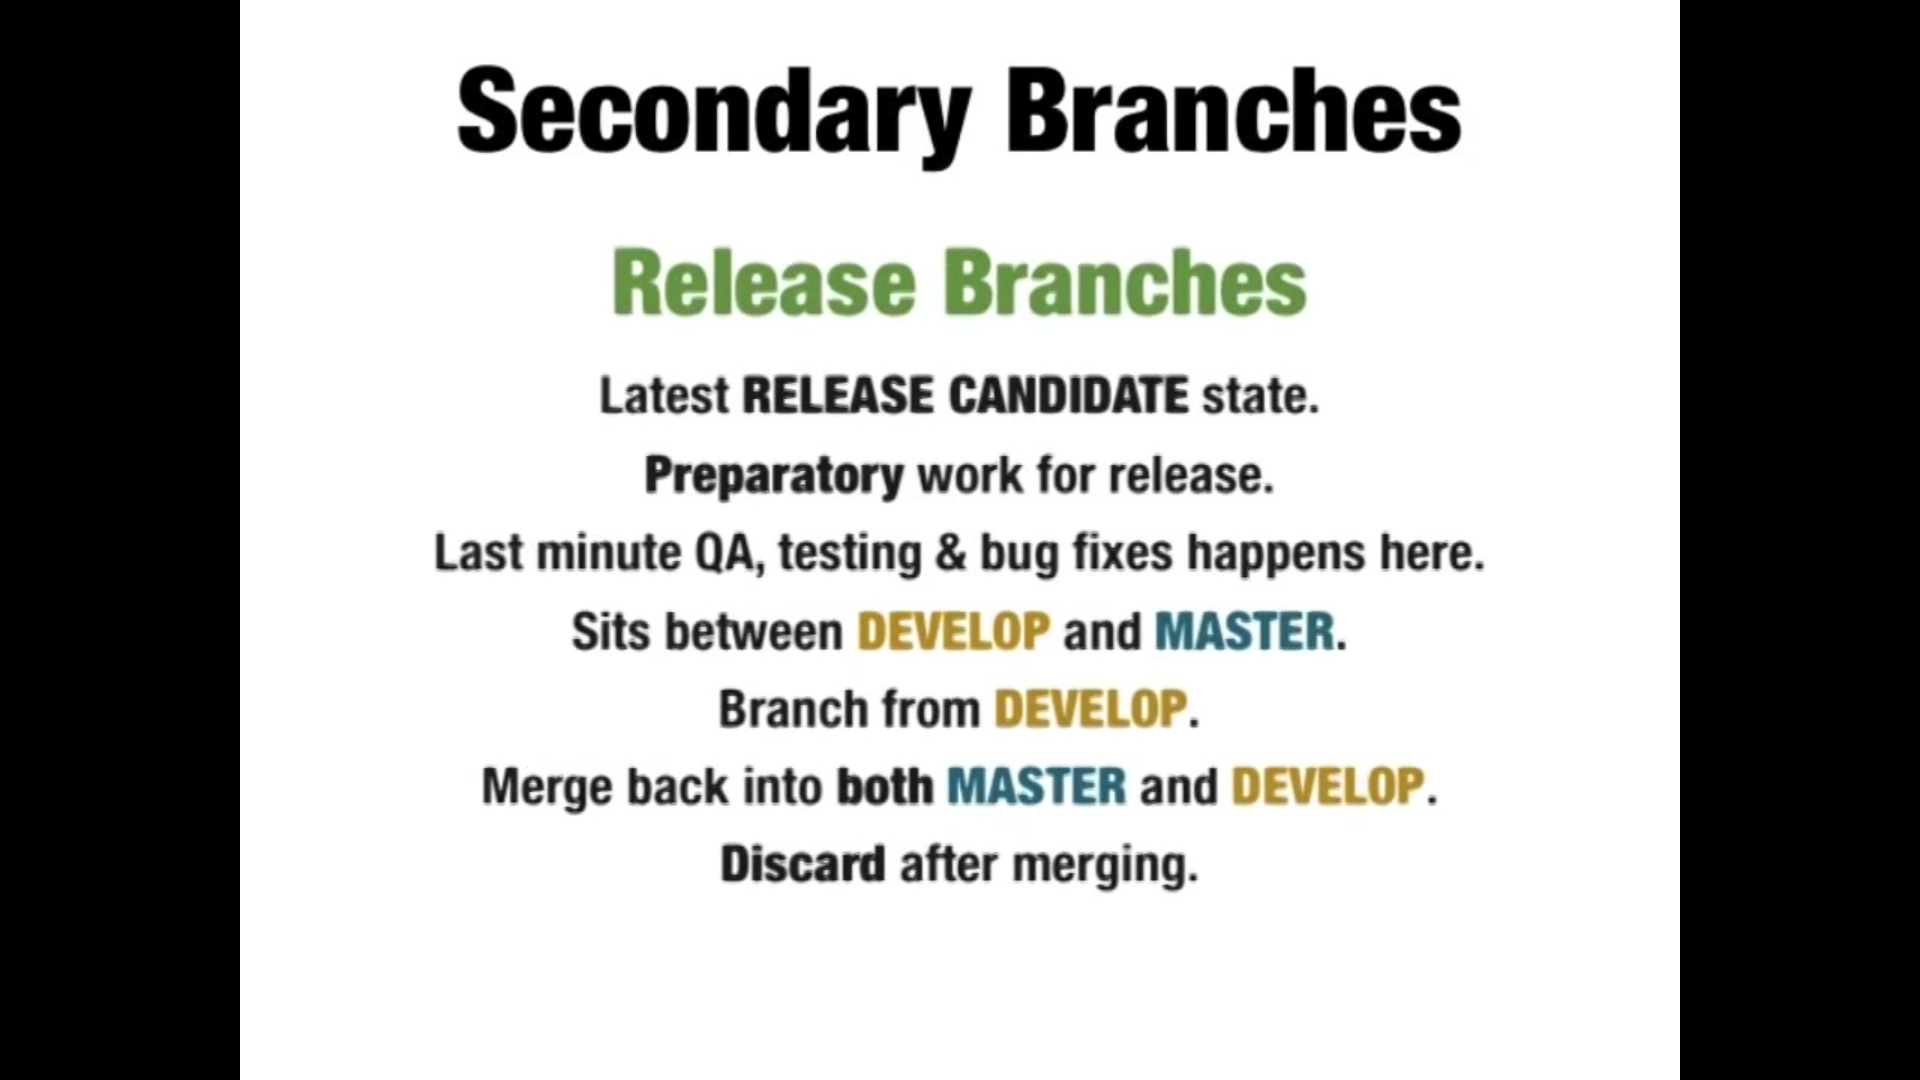 Secondary Branches
Release Branches
Latest RELEASE CANDIDATE state.
Preparatory work for release.
Last minute QA, testing & bug fixes happens here.
Sits between DEVELOP and MASTER.
Branch from DEVELOP.
Merge back into both MASTER and DEVELOP.
Discard after merging.